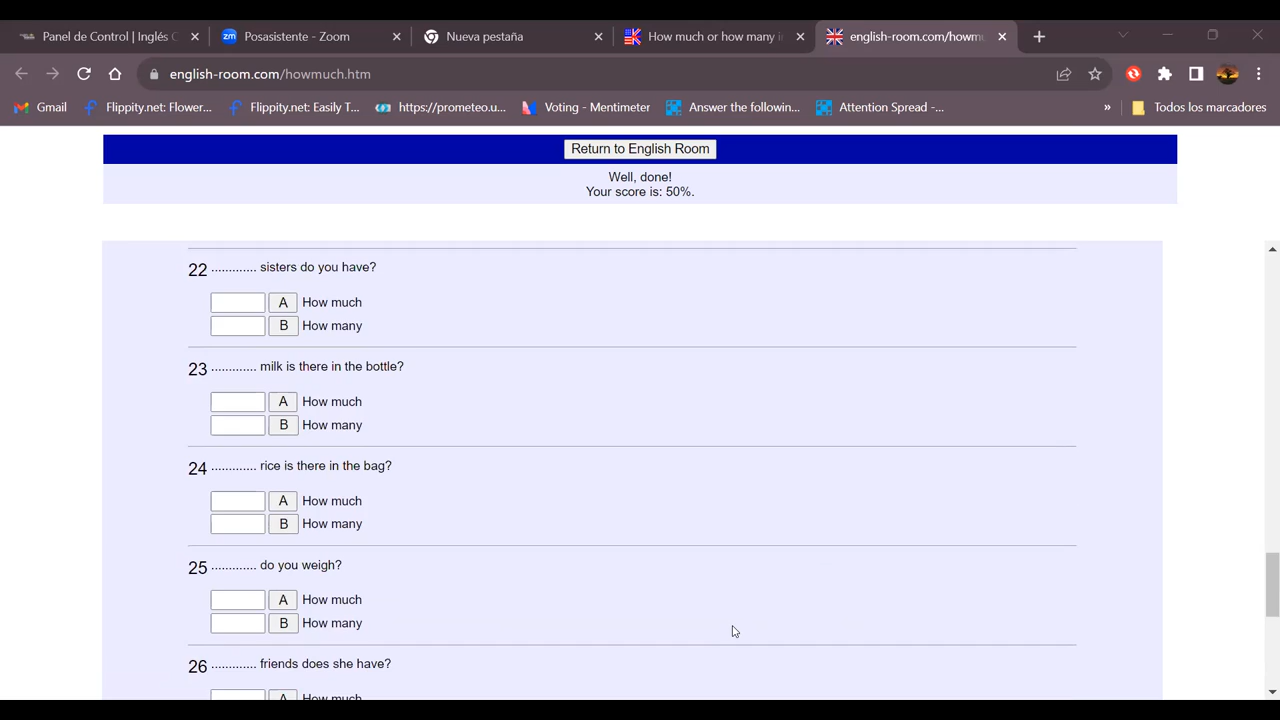 Panel de Control | Inglés C
Posasistente - Zoom
Nueva pestaña
How much or how many i
english-room.com/howmu
english-room.com/howmuch.htm
Gmail
Flippity.net: Flower...
Flippity.net: Easily T...
https://prometeo.u...
Voting - Mentimeter
Answer the followin...
Attention Spread -...
»
Todos los marcadores
Return to English Room
Well, done!
Your score is: 50%.
22 ............. sisters do you have?
A How much
B How many
23 ............. milk is there in the bottle?
A How much
B How many
24 ............. rice is there in the bag?
A How much
B How many
25 ............. do you weigh?
A How much
B How many
26 ............. friends does she have?
A How much